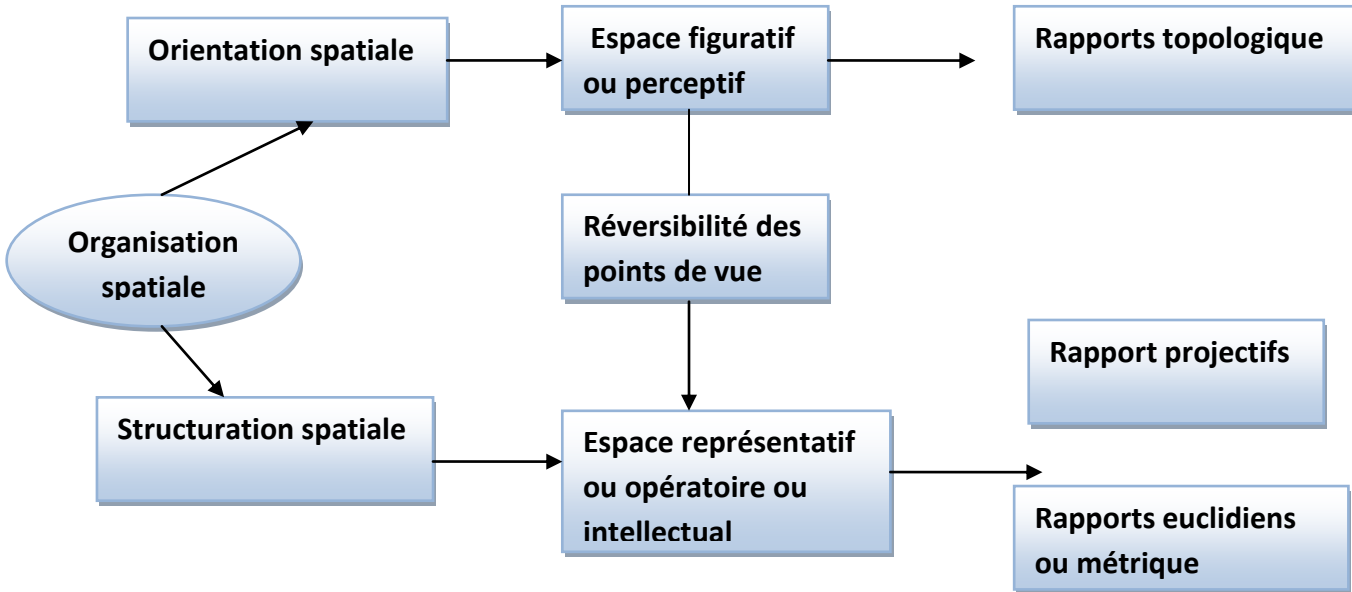 Orientation spatiale
Espace figuratif
ou perceptif
Rapports topologique
Organisation
spatiale
Réversibilité des
points de vue
Rapport projectifs
Structuration spatiale
Espace représentatif
ou opératoire ou
intellectual
Rapports euclidiens
ou métrique